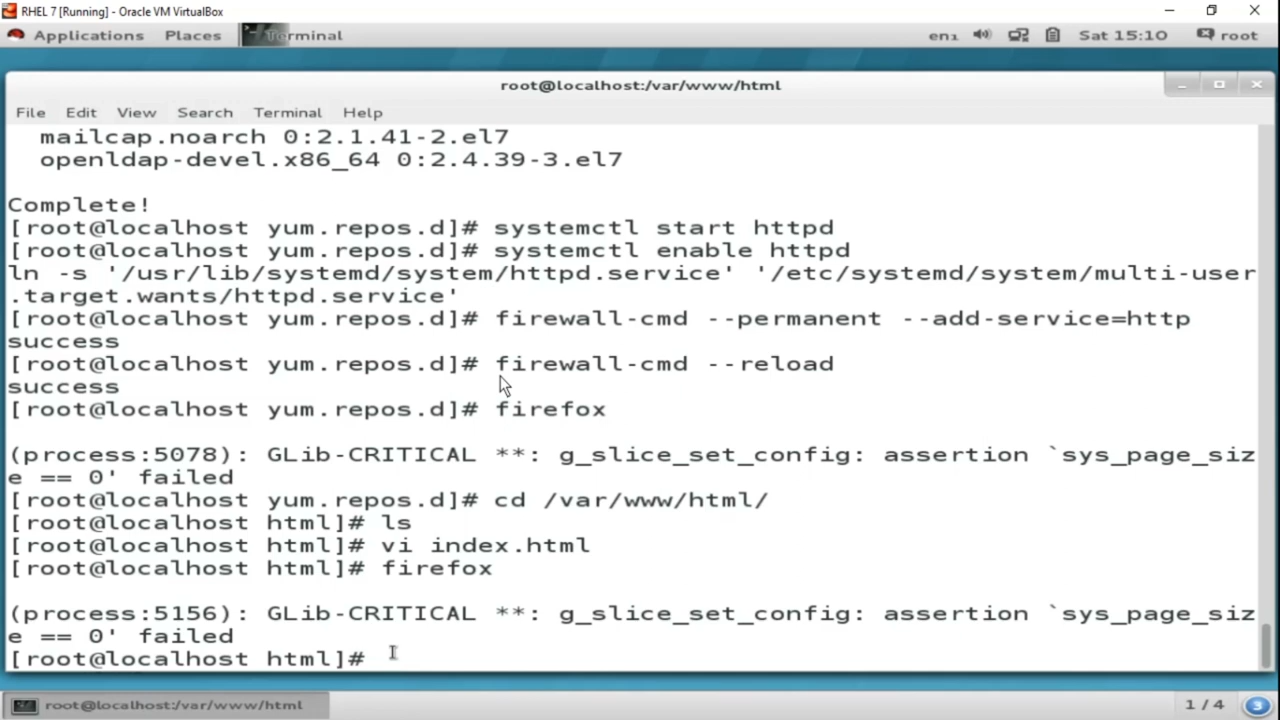 RHEL 7 [Running] - Oracle VM VirtualBox
Applications Places Terminal en1 Sat 15:10 root
root@localhost:/var/www/html
File Edit View Search Terminal Help
mailcap.noarch 0:2.1.41-2.el7
openldap-devel.x86_64 0:2.4.39-3.el7
Complete!
[root@localhost yum.repos.d]# systemctl start httpd
[root@localhost yum.repos.d]# systemctl enable httpd
ln -s '/usr/lib/systemd/system/httpd.service' '/etc/systemd/system/multi-user
.target.wants/httpd.service'
[root@localhost yum.repos.d]# firewall-cmd --permanent --add-service=http
success
[root@localhost yum.repos.d]# firewall-cmd --reload
success
[root@localhost yum.repos.d]# firefox
(process:5078): GLib-CRITICAL **: g_slice_set_config: assertion `sys_page_siz
e == 0' failed
[root@localhost yum.repos.d]# cd /var/www/html/
[root@localhost html]# ls
[root@localhost html]# vi index.html
[root@localhost html]# firefox
(process:5156): GLib-CRITICAL **: g_slice_set_config: assertion `sys_page_siz
e == 0' failed
[root@localhost html]#
root@localhost:/var/www/html 1 / 4 3